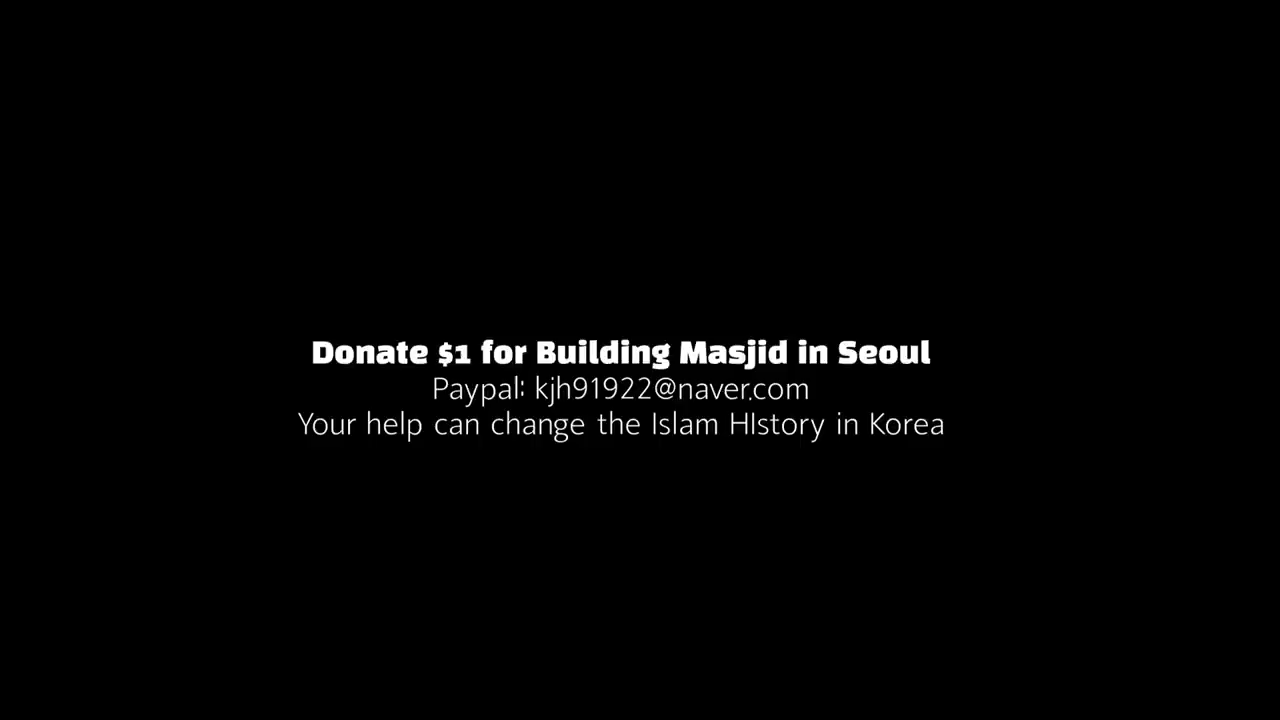 Donate $1 for Building Masjid in Seoul
Paypal: kjh91922@naver.com
Your help can change the Islam HIstory in Korea